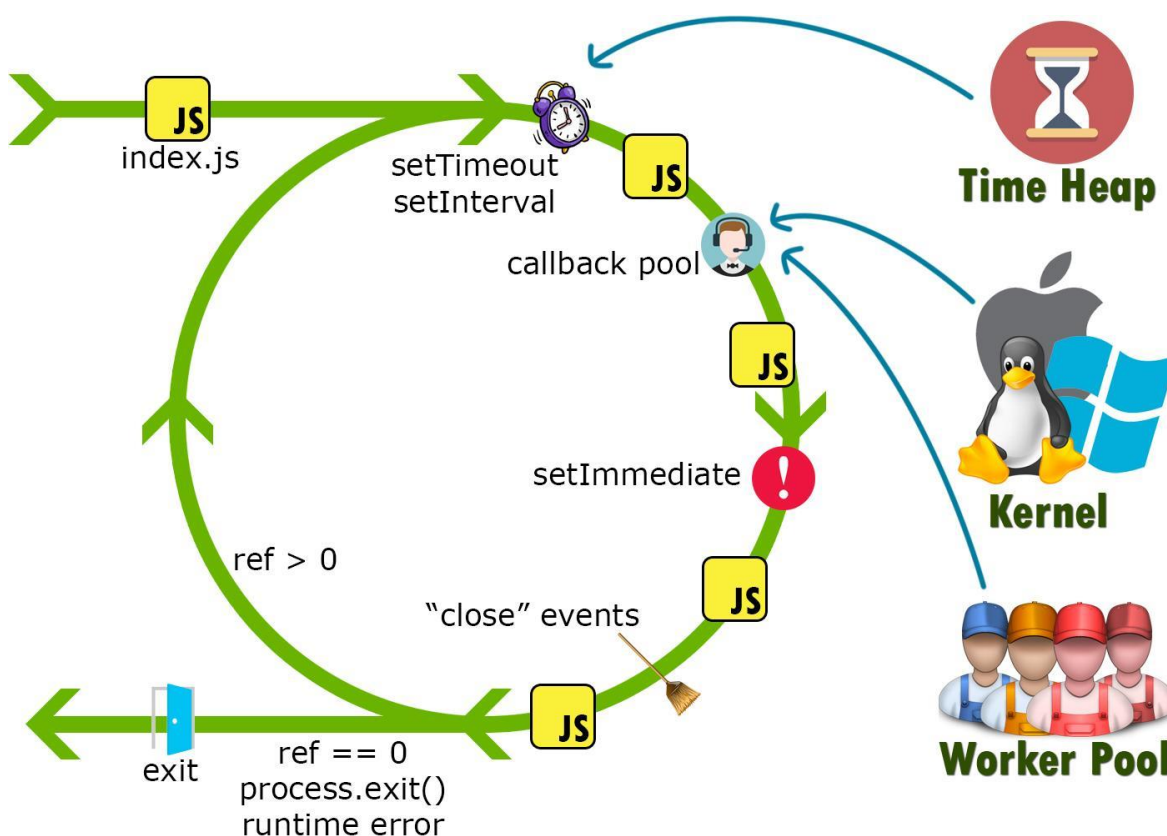 JS
index.js
setTimeout
setInterval
JS
Time Heap
callback pool
JS
Kernel
setImmediate
JS
ref > 0
“close” events
JS
Worker Pool
exit
ref == 0
process.exit()
runtime error